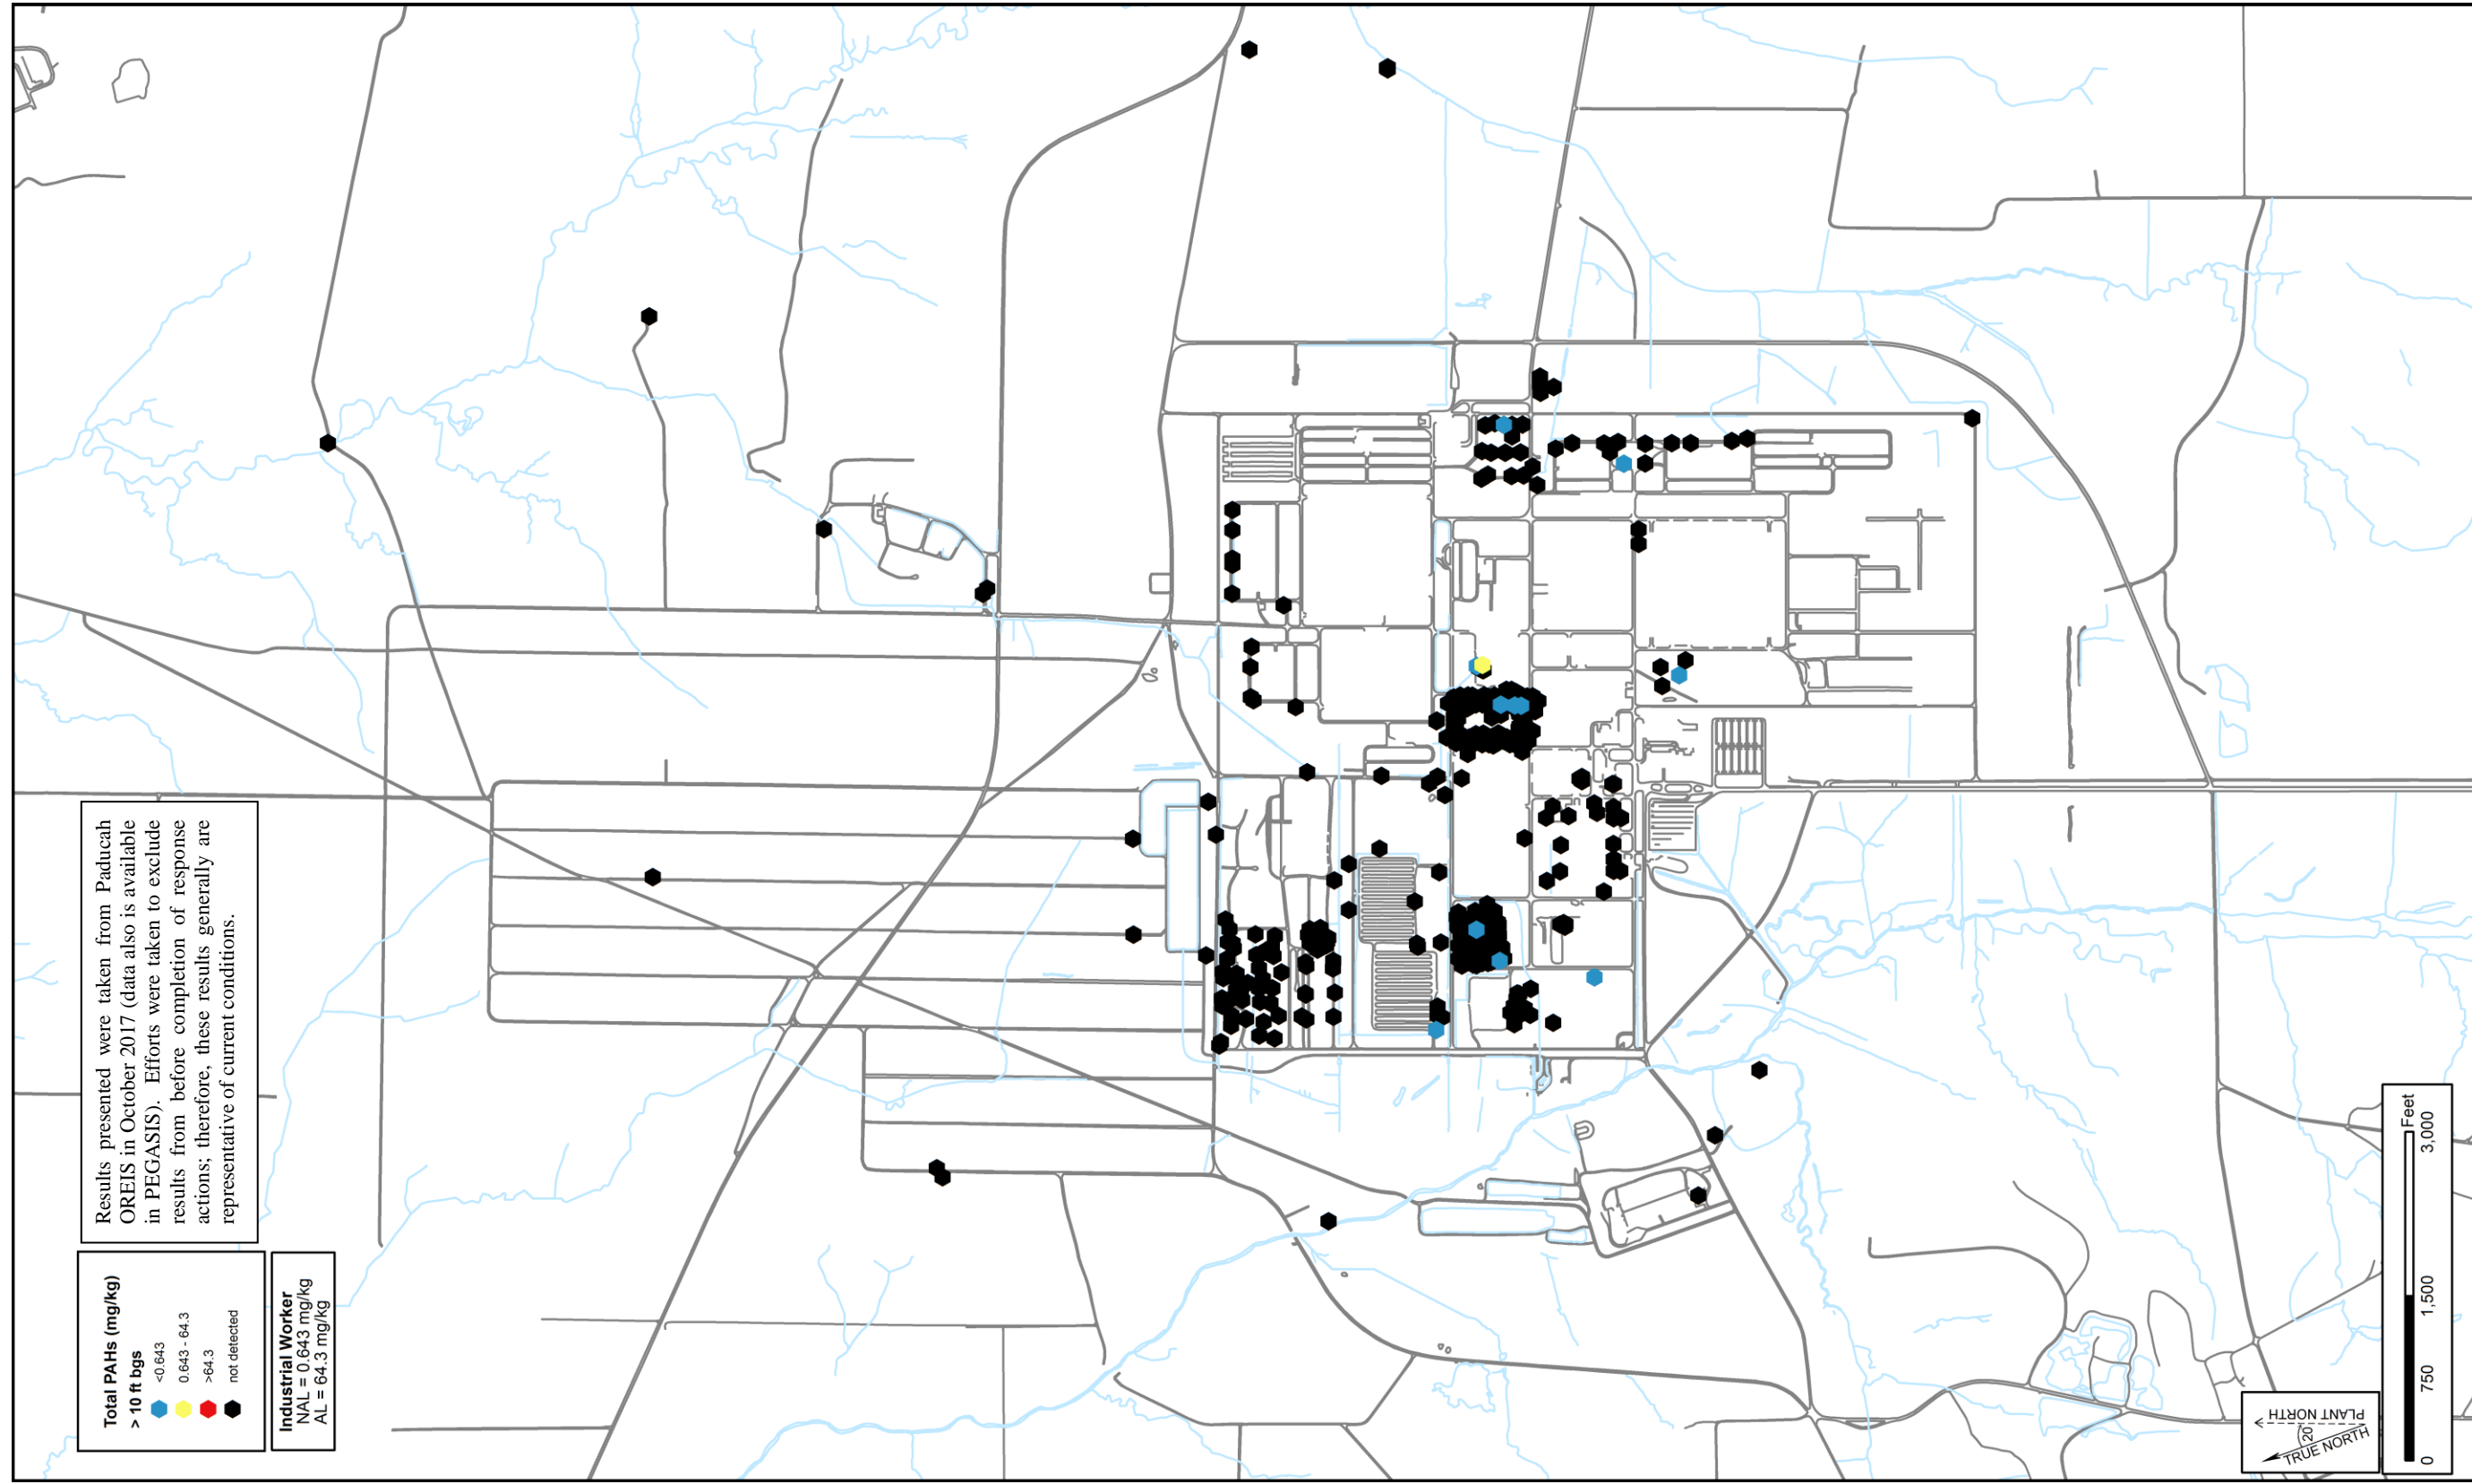 Results presented were taken from Paducah
OREIS in October 2017 (data also is available
in PEGASIS). Efforts were taken to exclude
results from before completion of response
actions; therefore, these results generally are
representative of current conditions.
Total PAHs (mg/kg)
> 10 ft bgs
<0.643
0.643 - 64.3
>64.3
not detected
Industrial Worker
NAL = 0.643 mg/kg
AL = 64.3 mg/kg
PLANT NORTH
20
TRUE NORTH
Feet
0 750 1,500 3,000